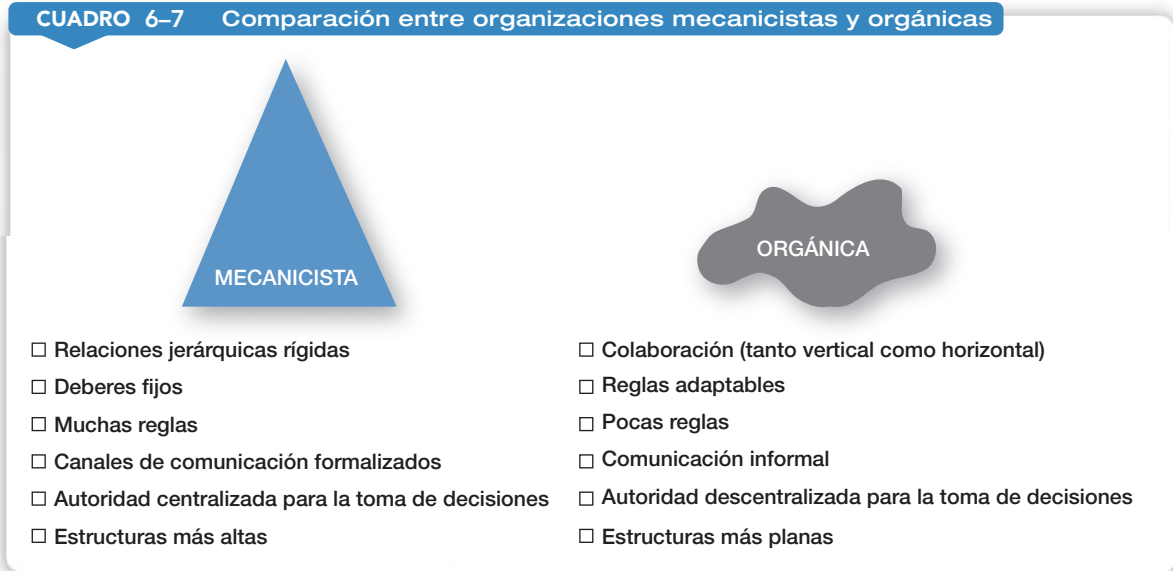 CUADRO 6–7 Comparación entre organizaciones mecanicistas y orgánicas
MECANICISTA
☐ Relaciones jerárquicas rígidas
☐ Deberes fijos
☐ Muchas reglas
☐ Canales de comunicación formalizados
☐ Autoridad centralizada para la toma de decisiones
☐ Estructuras más altas
ORGÁNICA
☐ Colaboración (tanto vertical como horizontal)
☐ Reglas adaptables
☐ Pocas reglas
☐ Comunicación informal
☐ Autoridad descentralizada para la toma de decisiones
☐ Estructuras más planas